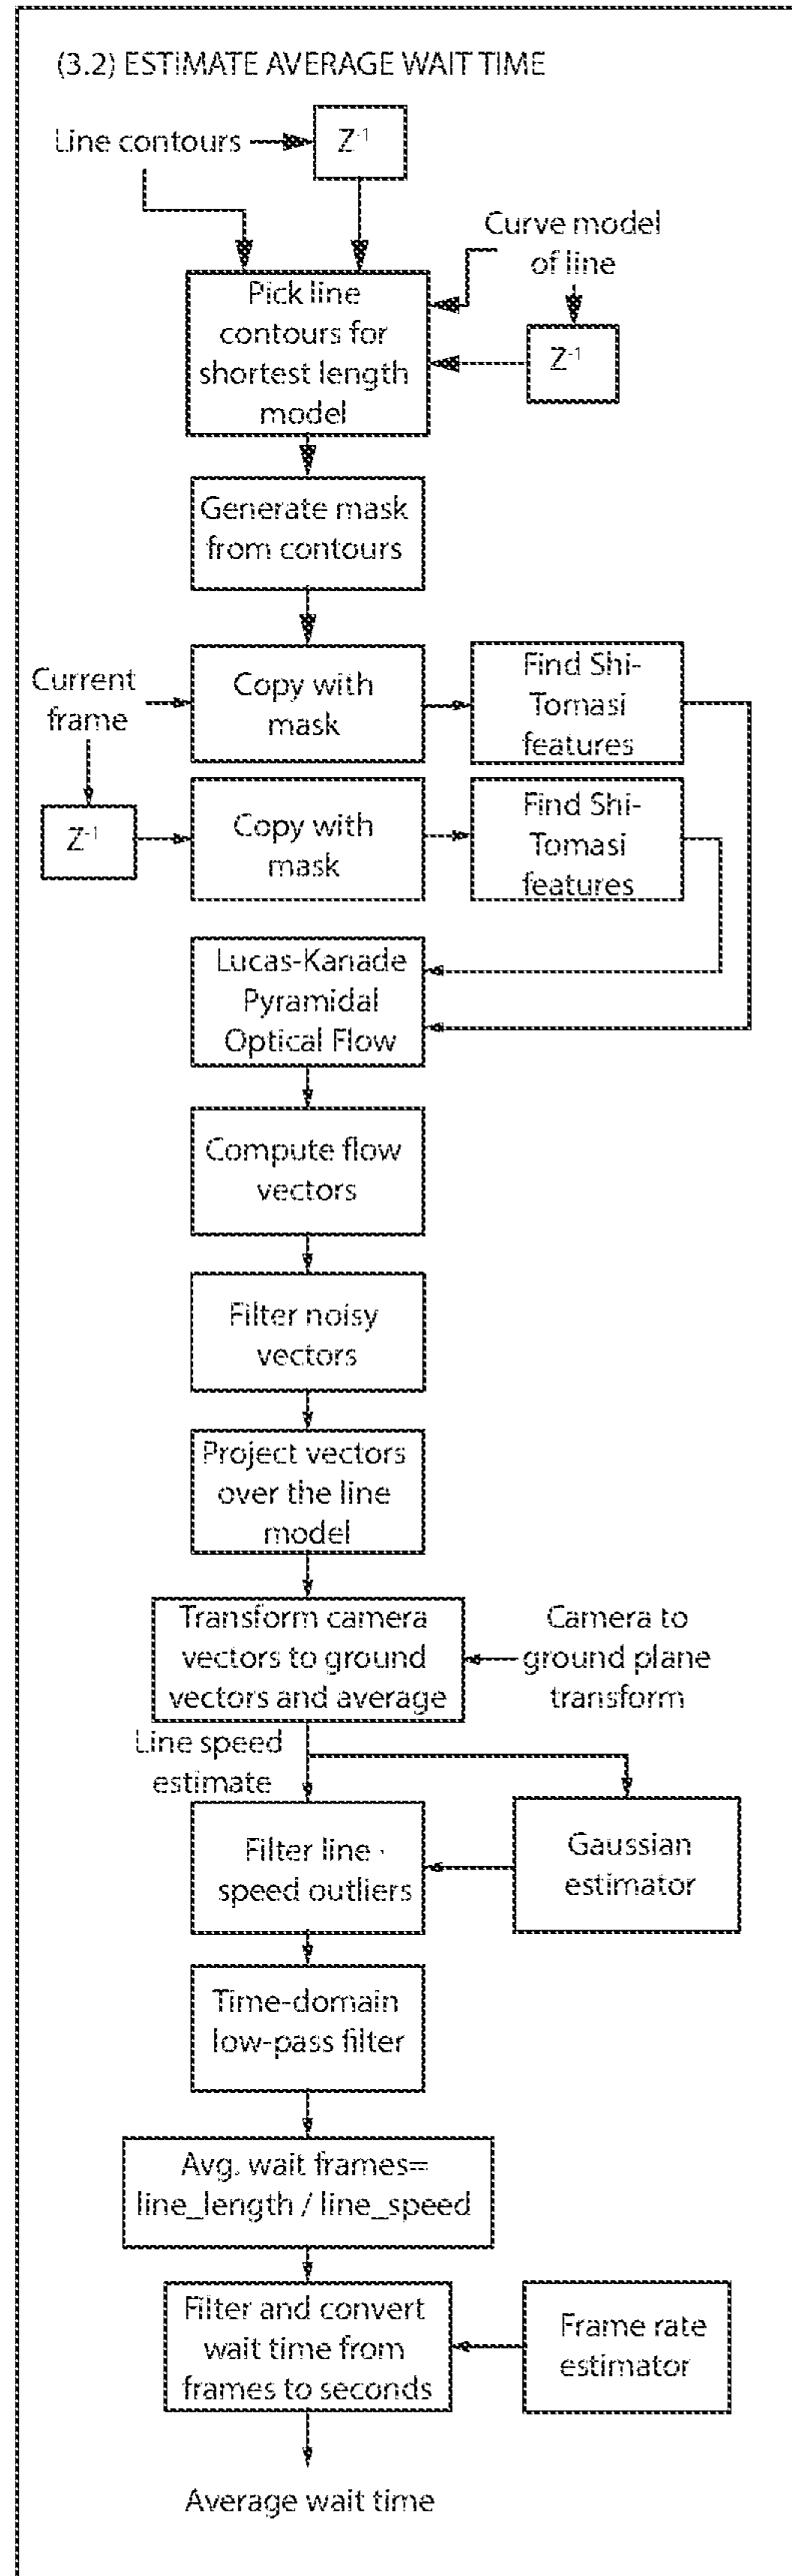 (3.2) ESTIMATE AVERAGE WAIT TIME
Line contours
Z-1
Curve model
of line
Z-1
Pick line
contours for
shortest length
model
Generate mask
from contours
Current
frame
Copy with
mask
Find Shi-
Tomasi
features
Z-1
Copy with
mask
Find Shi-
Tomasi
features
Lucas-Kanade
Pyramidal
Optical Flow
Compute flow
vectors
Filter noisy
vectors
Project vectors
over the line
model
Transform camera
vectors to ground
vectors and average
Camera to
ground plane
transform
Line speed
estimate
Filter line
speed outliers
Gaussian
estimator
Time-domain
low-pass filter
Avg. wait frames=
line_length / line_speed
Filter and convert
wait time from
frames to seconds
Frame rate
estimator
Average wait time